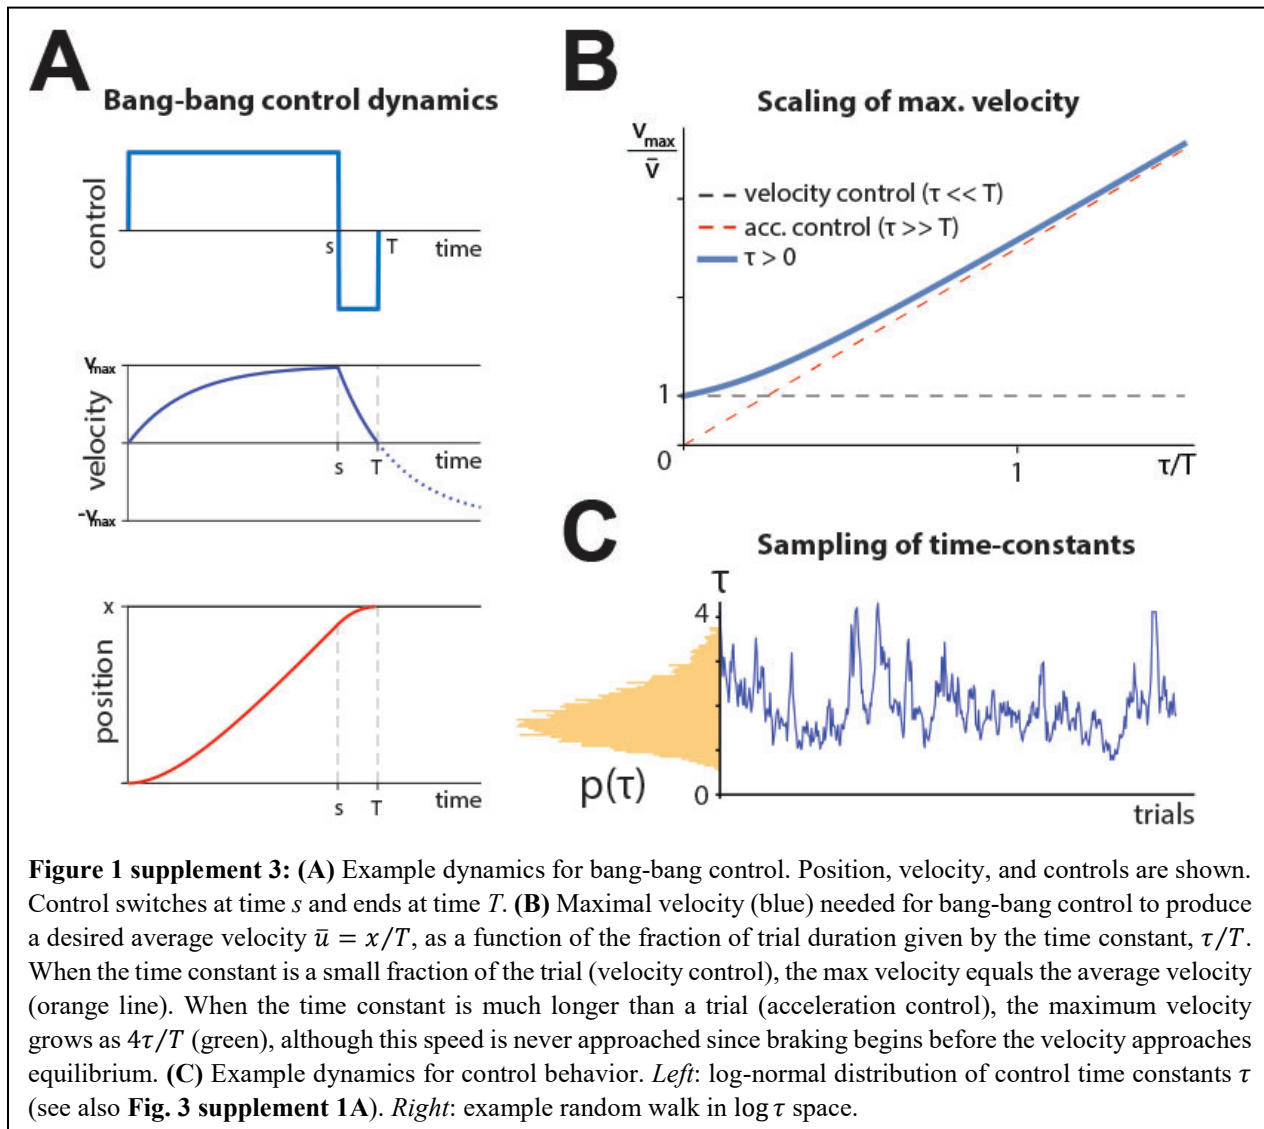 A
Bang-bang control dynamics
control
s
T
time
Vmax
velocity
time
s
T
-Vmax
x
position
s
T
time
B
Scaling of max. velocity
Vmax
v̄
velocity control (τ << T)
acc. control (τ >> T)
τ > 0
1
0
1
τ/T
C
Sampling of time-constants
τ
4
p(τ)
0
trials
Figure 1 supplement 3: (A) Example dynamics for bang-bang control. Position, velocity, and controls are shown.
Control switches at time s and ends at time T. (B) Maximal velocity (blue) needed for bang-bang control to produce
a desired average velocity ū = x/T, as a function of the fraction of trial duration given by the time constant, τ/T.
When the time constant is a small fraction of the trial (velocity control), the max velocity equals the average velocity
(orange line). When the time constant is much longer than a trial (acceleration control), the maximum velocity
grows as 4τ/T (green), although this speed is never approached since braking begins before the velocity approaches
equilibrium. (C) Example dynamics for control behavior. Left: log-normal distribution of control time constants τ
(see also Fig. 3 supplement 1A). Right: example random walk in log τ space.